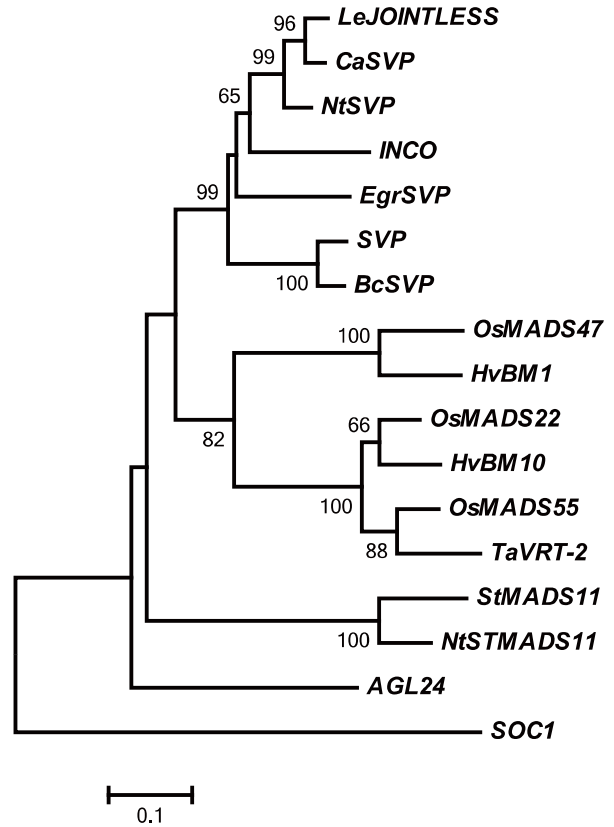 LeJOINTLESS
96
CaSVP
99
65
NtSVP
INCO
99
EgrSVP
SVP
100
BcSVP
OsMADS47
100
HvBM1
OsMADS22
66
82
HvBM10
100
OsMADS55
88
TaVRT-2
StMADS11
100
NtSTMADS11
AGL24
SOC1
0.1